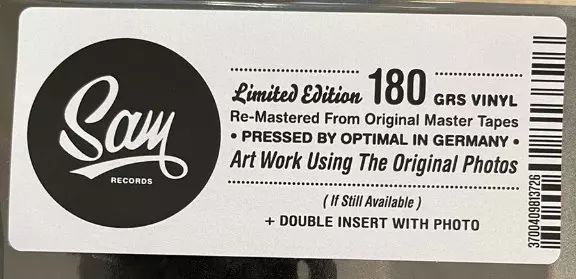 Sam
RECORDS
Limited Edition 180 GRS VINYL
Re-Mastered From Original Master Tapes
• PRESSED BY OPTIMAL IN GERMANY •
Art Work Using The Original Photos
( If Still Available )
+ DOUBLE INSERT WITH PHOTO
3700409813726